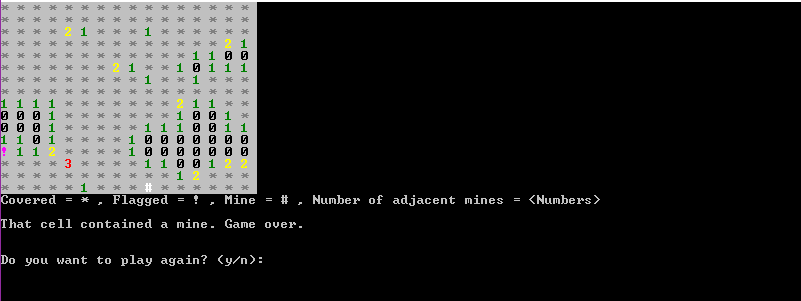 * * * * * * * * * * * * * * * *
* * * * * * * * * * * * * * * *
* * * * 2 1 * * * 1 * * * * * *
* * * * * * * * * * * * * * 2 1
* * * * * * * * * * * * 1 1 0 0
* * * * * * * 2 1 * * 1 0 1 1 1
* * * * * * * * * 1 * * 1 * * *
* * * * * * * * * * * * * * * *
1 1 1 1 * * * * * * * 2 1 1 * *
0 0 0 1 * * * * * * * 1 0 0 1 *
0 0 0 1 * * * * * 1 1 1 0 0 1 1
1 1 0 1 * * * * 1 0 0 0 0 0 0 0
! 1 1 2 * * * * 1 0 0 0 0 0 0 0
* * * * 3 * * * * 1 1 0 0 1 2 2
* * * * * * * * * * * 1 2 * * *
* * * * * 1 * * * # * * * * * *
Covered = * , Flagged = ! , Mine = # , Number of adjacent mines = <Numbers>
That cell contained a mine. Game over.
Do you want to play again? (y/n):